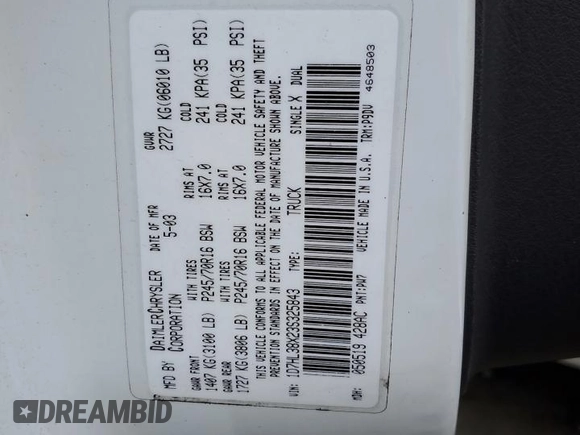 MFD BY DAIMLERCHRYSLER CORPORATION DATE OF MFR 5-03 GVWR 2727 KG(06010 LB)
GAWR FRONT WITH TIRES RIMS AT COLD
1407 KG(3100 LB) P245/70R16 BSW 16X7.0 241 KPA(35 PSI)
GAWR REAR WITH TIRES RIMS AT COLD
1727 KG(3806 LB) P245/70R16 BSW 16X7.0 241 KPA(35 PSI)
THIS VEHICLE CONFORMS TO ALL APPLICABLE FEDERAL MOTOR VEHICLE SAFETY AND THEFT
PREVENTION STANDARDS IN EFFECT ON THE DATE OF MANUFACTURE SHOWN ABOVE.
VIN: 1D7HL38X23S325843 TYPE: TRUCK SINGLE X DUAL
MDH: 050519 428AC PNT:PW7 VEHICLE MADE IN U.S.A. TRM:P9DV 4648503
DREAMBID